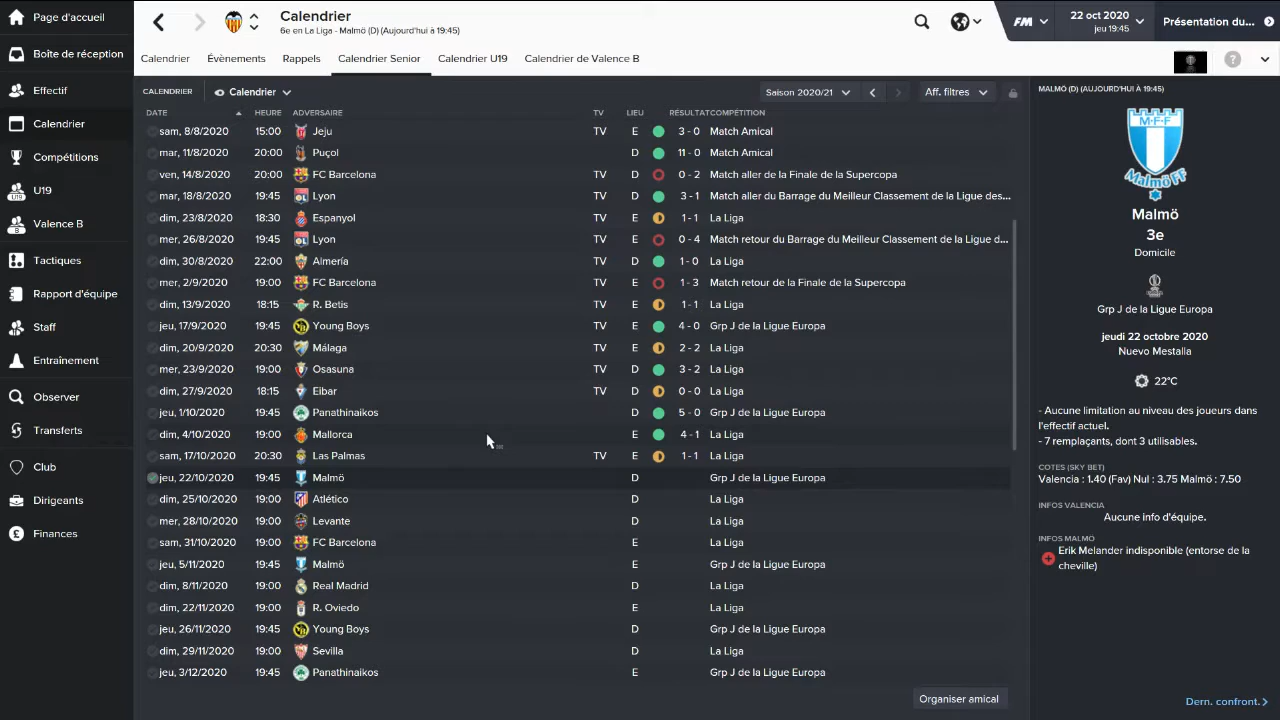 Page d'accueil
Boîte de réception
Effectif
Calendrier
Compétitions
U19
U19
Valence B
B
Tactiques
Rapport d'équipe
Staff
Entraînement
Observer
Transferts
Club
Dirigeants
Finances
Calendrier
6e en La Liga - Malmö (D) (Aujourd'hui à 19:45)
FM
22 oct 2020
jeu 19:45
Présentation du...
Calendrier Évènements Rappels Calendrier Senior Calendrier U19 Calendrier de Valence B
?
CALENDRIER Calendrier Saison 2020/21 Aff. filtres
DATE HEURE ADVERSAIRE TV LIEU RÉSULTAT COMPÉTITION
sam, 8/8/2020 15:00 Jeju TV E 3 - 0 Match Amical
mar, 11/8/2020 20:00 Puçol D 11 - 0 Match Amical
ven, 14/8/2020 20:00 FC Barcelona TV D 0 - 2 Match aller de la Finale de la Supercopa
mar, 18/8/2020 19:45 Lyon TV D 3 - 1 Match aller du Barrage du Meilleur Classement de la Ligue des...
dim, 23/8/2020 18:30 Espanyol TV E 1 - 1 La Liga
mer, 26/8/2020 19:45 Lyon TV E 0 - 4 Match retour du Barrage du Meilleur Classement de la Ligue d...
dim, 30/8/2020 22:00 Almería TV D 1 - 0 La Liga
mer, 2/9/2020 19:00 FC Barcelona TV E 1 - 3 Match retour de la Finale de la Supercopa
dim, 13/9/2020 18:15 R. Betis TV E 1 - 1 La Liga
jeu, 17/9/2020 19:45 Young Boys TV E 4 - 0 Grp J de la Ligue Europa
dim, 20/9/2020 20:30 Málaga TV E 2 - 2 La Liga
mer, 23/9/2020 19:00 Osasuna TV D 3 - 2 La Liga
dim, 27/9/2020 18:15 Eibar TV D 0 - 0 La Liga
jeu, 1/10/2020 19:45 Panathinaikos D 5 - 0 Grp J de la Ligue Europa
dim, 4/10/2020 19:00 Mallorca E 4 - 1 La Liga
sam, 17/10/2020 20:30 Las Palmas TV E 1 - 1 La Liga
jeu, 22/10/2020 19:45 Malmö D Grp J de la Ligue Europa
dim, 25/10/2020 19:00 Atlético D La Liga
mer, 28/10/2020 19:00 Levante D La Liga
sam, 31/10/2020 19:00 FC Barcelona E La Liga
jeu, 5/11/2020 19:45 Malmö E Grp J de la Ligue Europa
dim, 8/11/2020 19:00 Real Madrid D La Liga
dim, 22/11/2020 19:00 R. Oviedo E La Liga
jeu, 26/11/2020 19:45 Young Boys D Grp J de la Ligue Europa
dim, 29/11/2020 19:00 Sevilla D La Liga
jeu, 3/12/2020 19:45 Panathinaikos E Grp J de la Ligue Europa
Organiser amical
MALMÖ (D) (AUJOURD'HUI À 19:45)
M.F.F
Malmö FF
Malmö
3e
Domicile
Grp J de la Ligue Europa
jeudi 22 octobre 2020
Nuevo Mestalla
22°C
- Aucune limitation au niveau des joueurs dans
l'effectif actuel.
- 7 remplaçants, dont 3 utilisables.
COTES (SKY BET)
Valencia : 1.40 (Fav) Nul : 3.75 Malmö : 7.50
INFOS VALENCIA
Aucune info d'équipe.
INFOS MALMÖ
Erik Melander indisponible (entorse de la
cheville)
Dern. confront.